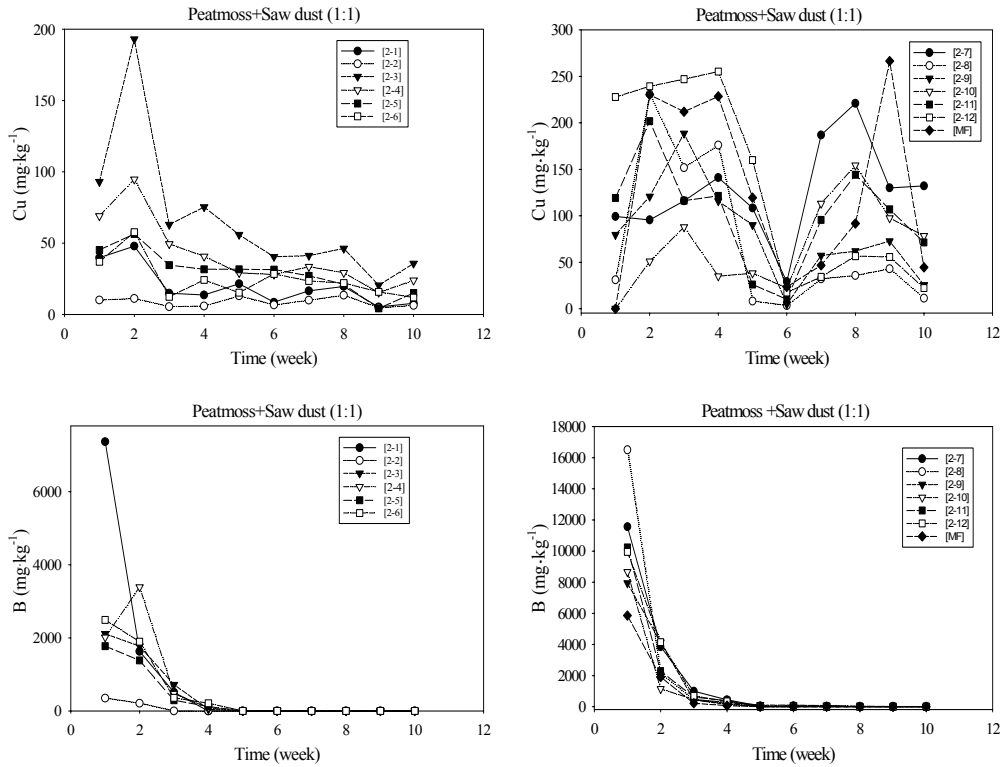 Peatmoss+Saw dust (1:1)
Cu (mg·kg-1)
200
150
100
50
0
0 2 4 6 8 10 12
Time (week)
[2-1]
[2-2]
[2-3]
[2-4]
[2-5]
[2-6]
Peatmoss+Saw dust (1:1)
Cu (mg·kg-1)
300
250
200
150
100
50
0
0 2 4 6 8 10 12
Time (week)
[2-7]
[2-8]
[2-9]
[2-10]
[2-11]
[2-12]
[MF]
Peatmoss+Saw dust (1:1)
B (mg·kg-1)
6000
4000
2000
0
0 2 4 6 8 10 12
Time (week)
[2-1]
[2-2]
[2-3]
[2-4]
[2-5]
[2-6]
Peatmoss +Saw dust (1:1)
B (mg·kg-1)
18000
16000
14000
12000
10000
8000
6000
4000
2000
0
0 2 4 6 8 10 12
Time (week)
[2-7]
[2-8]
[2-9]
[2-10]
[2-11]
[2-12]
[MF]